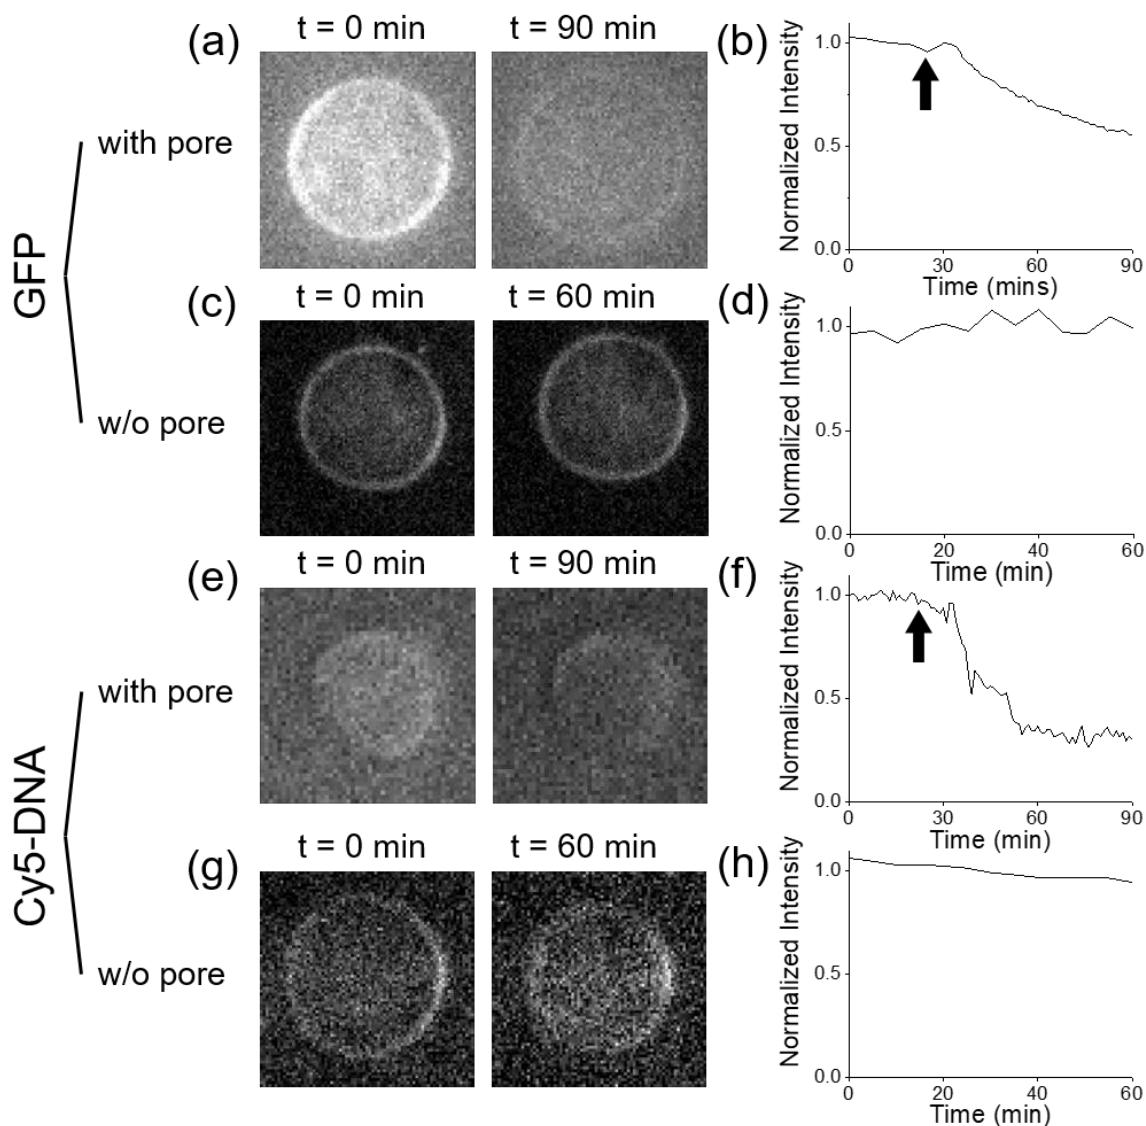 (a)
t = 0 min
t = 90 min
(b)
Normalized Intensity
1.0
0.5
0.0
0
30
60
90
Time (mins)
with pore
GFP
(c)
t = 0 min
t = 60 min
(d)
Normalized Intensity
1.0
0.5
0.0
0
20
40
60
Time (min)
w/o pore
(e)
t = 0 min
t = 90 min
(f)
Normalized Intensity
1.0
0.5
0.0
0
30
60
90
Time (min)
with pore
Cy5-DNA
(g)
t = 0 min
t = 60 min
(h)
Normalized Intensity
1.0
0.5
0.0
0
20
40
60
Time (min)
w/o pore